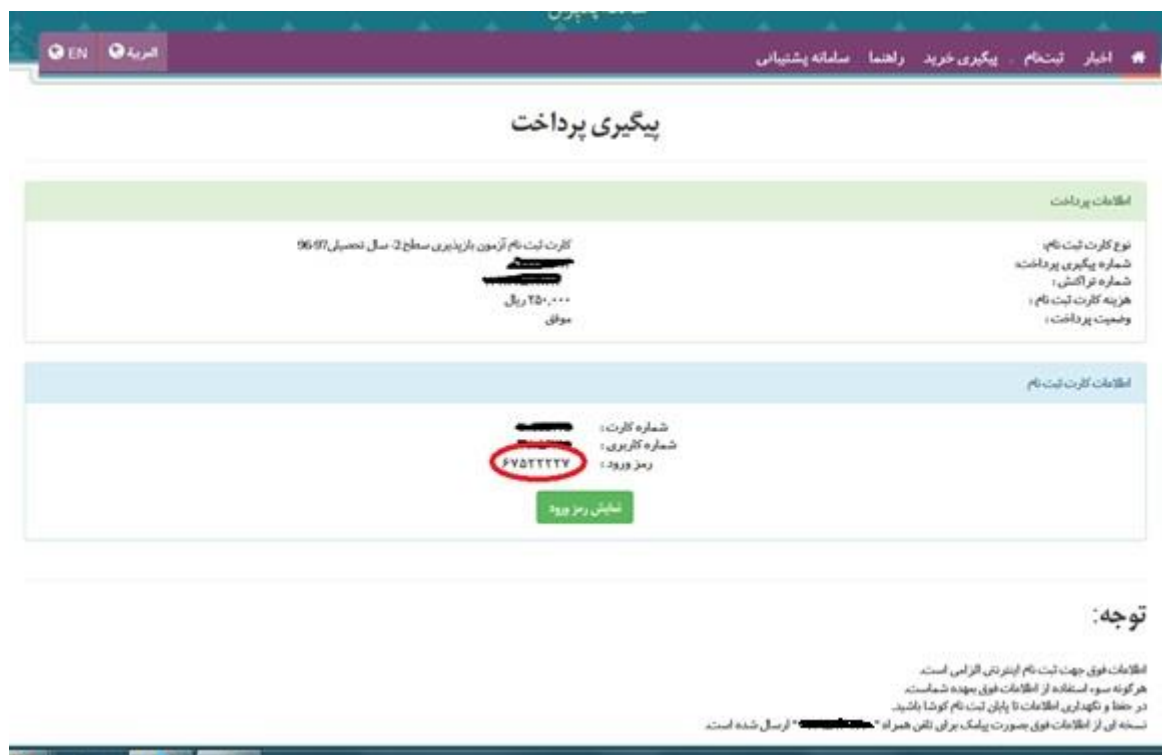 العربية EN
اخبار ثبت‌نام پیگیری خرید راهنما سامانه پشتیبانی
پیگیری پرداخت
اطلاعات پرداخت
نوع کارت ثبت نام: کارت ثبت نام آزمون بازپذیری سطح 2- سال تحصیلی 97-96
شماره پیگیری پرداخت:
شماره تراکنش :
هزینه کارت ثبت نام : ۲۵۰,۰۰۰ ریال
وضعیت پرداخت : موفق
اطلاعات کارت ثبت نام
شماره کارت :
شماره کاربری :
رمز ورود : ۶۷۵۲۲۲۲۷
نمایش رمز ورود
توجه:
اطلاعات فوق جهت ثبت نام اینترنتی الزامی است.
هرگونه سوء استفاده از اطلاعات فوق بعهده شماست.
در حفظ و نگهداری اطلاعات تا پایان ثبت نام کوشا باشید.
نسخه ای از اطلاعات فوق بصورت پیامک برای تلفن همراه " " ارسال شده است.